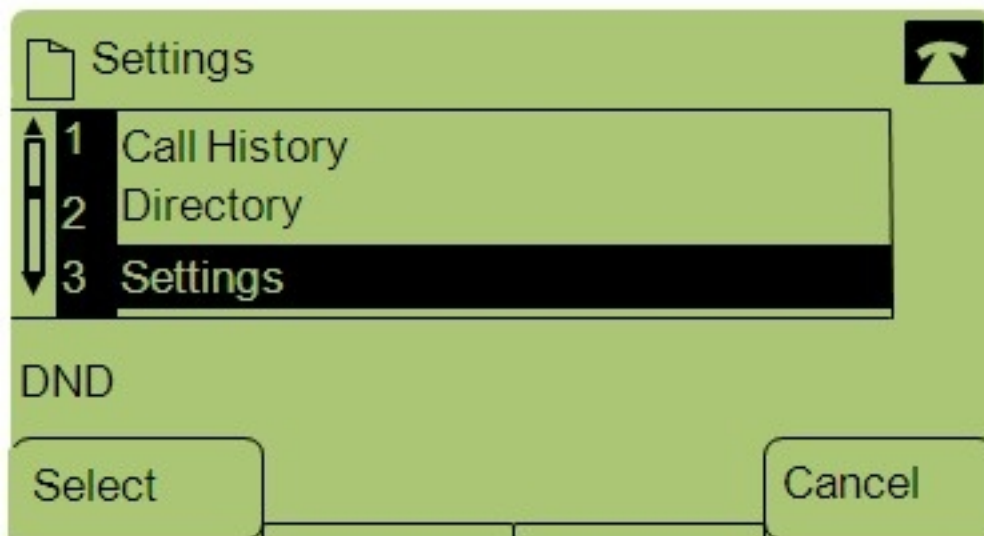 Settings
1 Call History
2 Directory
3 Settings
DND
Select Cancel